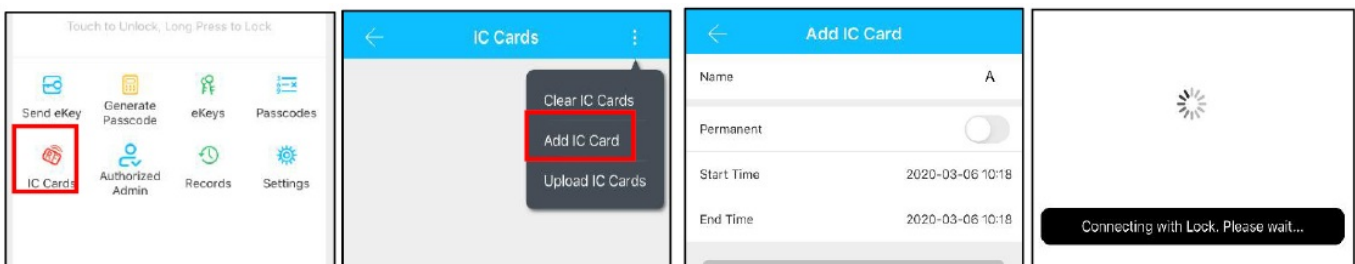 Touch to Unlock, Long Press to Lock
Send eKey
Generate
Passcode
eKeys
Passcodes
IC Cards
Authorized
Admin
Records
Settings
IC Cards
Clear IC Cards
Add IC Card
Upload IC Cards
Add IC Card
Name A
Permanent
Start Time 2020-03-06 10:18
End Time 2020-03-06 10:18
Connecting with Lock. Please wait...